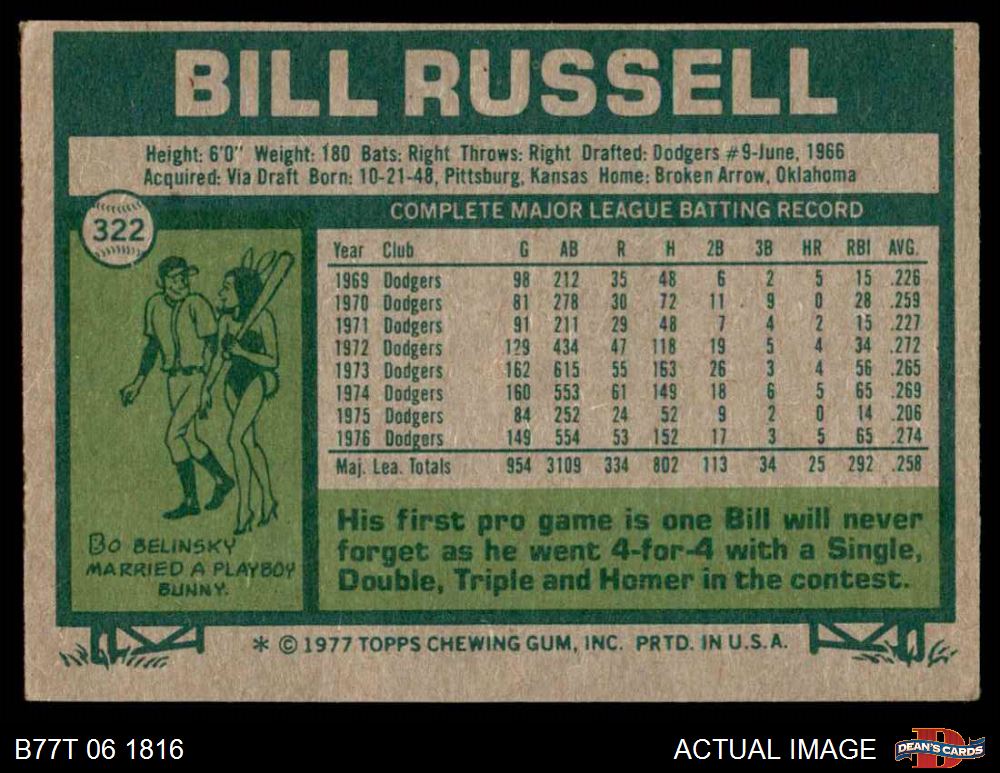 BILL RUSSELL
Height: 6'0" Weight: 180 Bats: Right Throws: Right Drafted: Dodgers #9-June, 1966
Acquired: Via Draft Born: 10-21-48, Pittsburg, Kansas Home: Broken Arrow, Oklahoma
322
COMPLETE MAJOR LEAGUE BATTING RECORD
Year Club G AB R H 2B 3B HR RBI AVG.
1969 Dodgers 98 212 35 48 6 2 5 15 .226
1970 Dodgers 81 278 30 72 11 9 0 28 .259
1971 Dodgers 91 211 29 48 7 4 2 15 .227
1972 Dodgers 129 434 47 118 19 5 4 34 .272
1973 Dodgers 162 615 55 163 26 3 4 56 .265
1974 Dodgers 160 553 61 149 18 6 5 65 .269
1975 Dodgers 84 252 24 52 9 2 0 14 .206
1976 Dodgers 149 554 53 152 17 3 5 65 .274
Maj. Lea. Totals 954 3109 334 802 113 34 25 292 .258
BO BELINSKY
MARRIED A PLAYBOY
BUNNY.
His first pro game is one Bill will never
forget as he went 4-for-4 with a Single,
Double, Triple and Homer in the contest.
* © 1977 TOPPS CHEWING GUM, INC. PRTD. IN U.S.A.
B77T 06 1816
ACTUAL IMAGE
D
DEAN'S CARDS